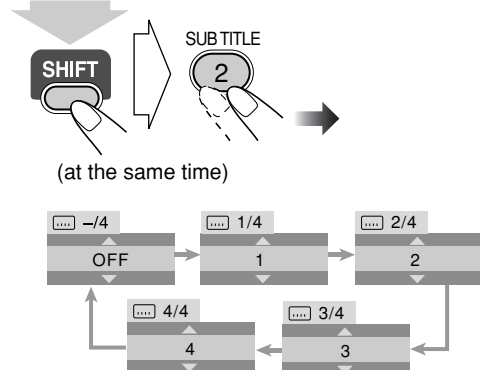 SUB TITLE
SHIFT
2
(at the same time)
–/4
1/4
2/4
OFF
1
2
4/4
3/4
4
3